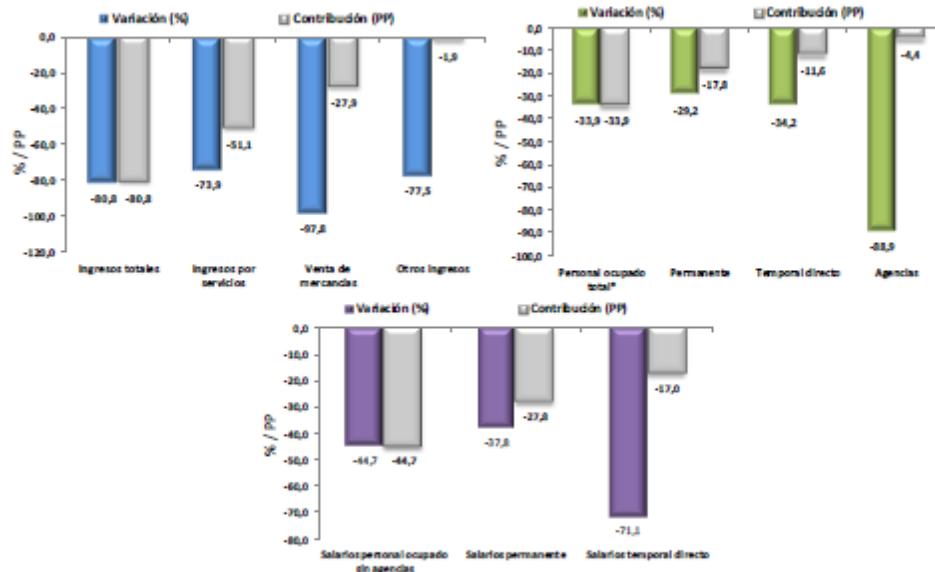 Variación (%) Contribución (PP)
0,0
-20,0
-40,0
-60,0
-80,0
-100,0
-120,0
% / PP
-80,8 -80,8
-73,9
-51,1
-97,8
-27,9
-77,5
-1,9
Ingresos totales
Ingresos por
servicios
Venta de
mercancías
Otros ingresos
Variación (%) Contribución (PP)
0,0
-10,0
-20,0
-30,0
-40,0
-50,0
-60,0
-70,0
-80,0
-90,0
-100,0
% / PP
-33,9 -33,9
-29,2
-17,8
-34,2
-11,6
-88,9
-4,4
Personal ocupado
total*
Permanente
Temporal directo
Agencias
Variación (%) Contribución (PP)
0,0
-10,0
-20,0
-30,0
-40,0
-50,0
-60,0
-70,0
-80,0
% / PP
-44,7 -44,7
-37,8
-27,8
-71,1
-17,0
Salarios personal ocupado
sin agencias
Salarios permanente
Salarios temporal directo